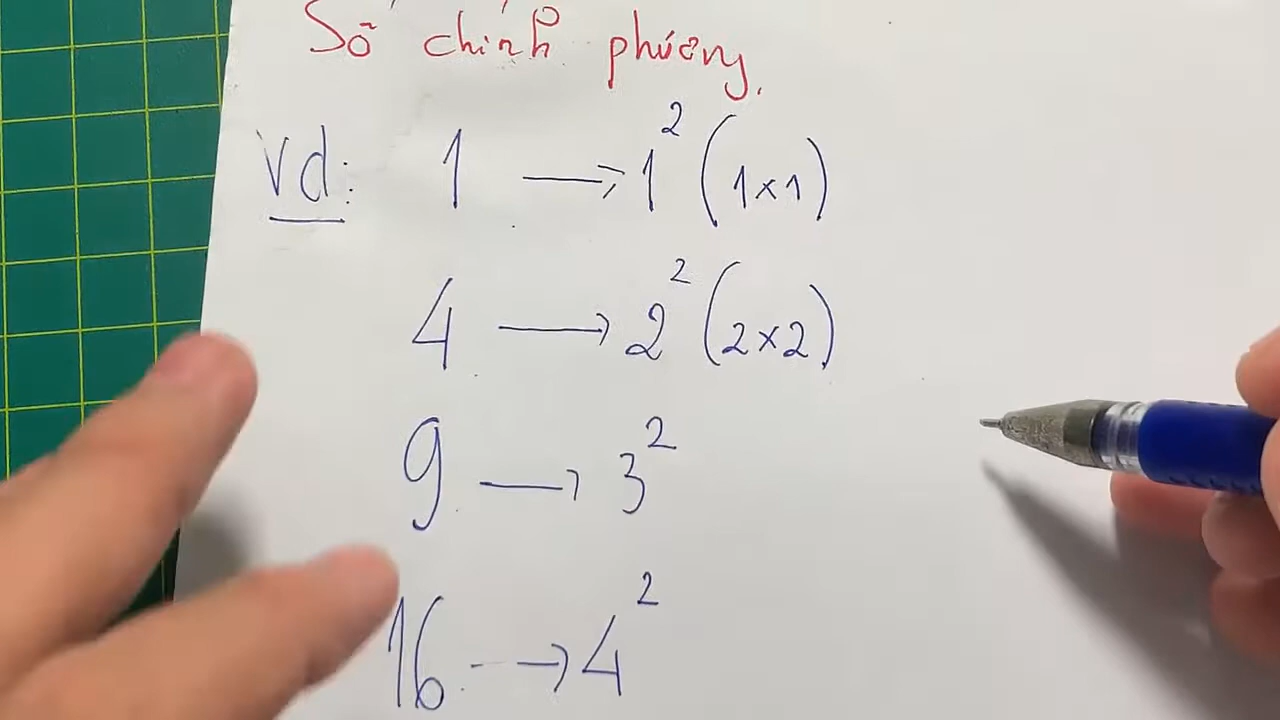 Số chính phương.
Vd: 1 → 1² (1×1)
4 → 2² (2×2)
9 → 3²
16 → 4²